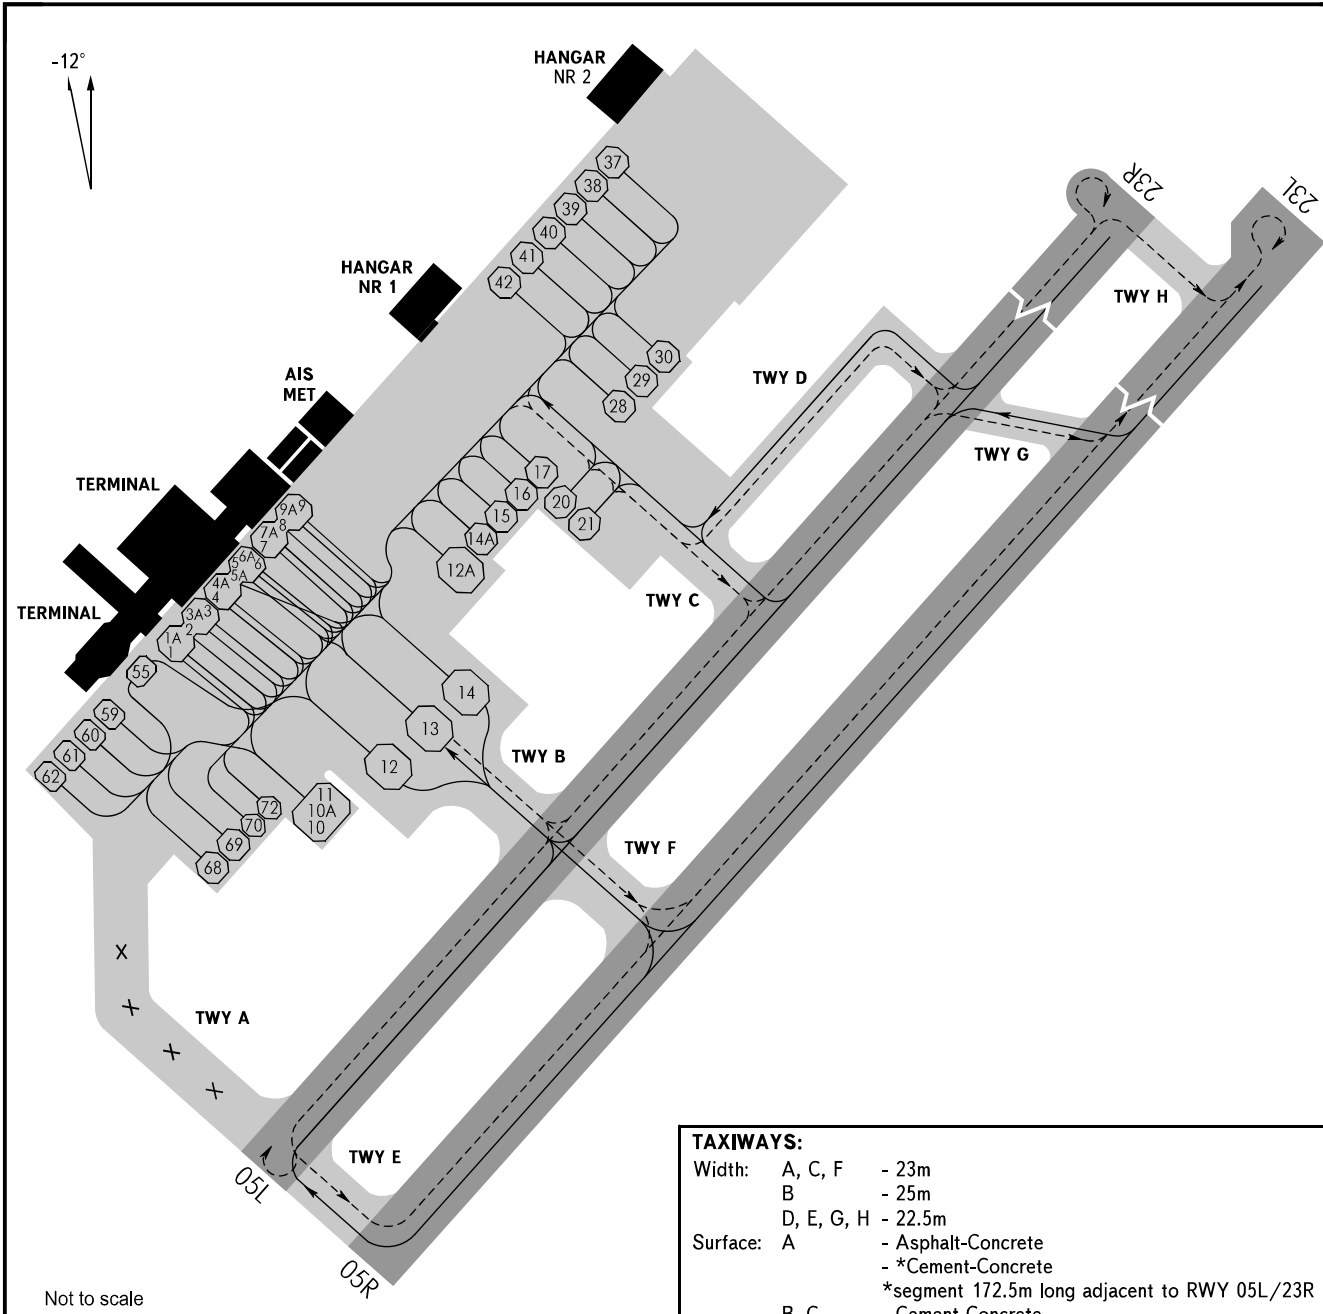 -12°
HANGAR
NR 2
37
38
39
40
41
42
23R
23L
HANGAR
NR 1
TWY H
30
29
28
AIS
MET
TWY D
TWY G
TERMINAL
17
16
15
14A
12A
20
21
9A 9
8
7A
7
6A 6
5
5A
4A
4
3A 3
2
1A
1
TERMINAL
TWY C
55
59
60
61
62
14
13
12
TWY B
11
10A
10
72
70
69
68
TWY F
X
X
X
X
TWY A
TWY E
05L
05R
Not to scale
TAXIWAYS:
Width: A, C, F - 23m
B - 25m
D, E, G, H - 22.5m
Surface: A - Asphalt-Concrete
- *Cement-Concrete
*segment 172.5m long adjacent to RWY 05L/23R
B, C - Cement-Concrete